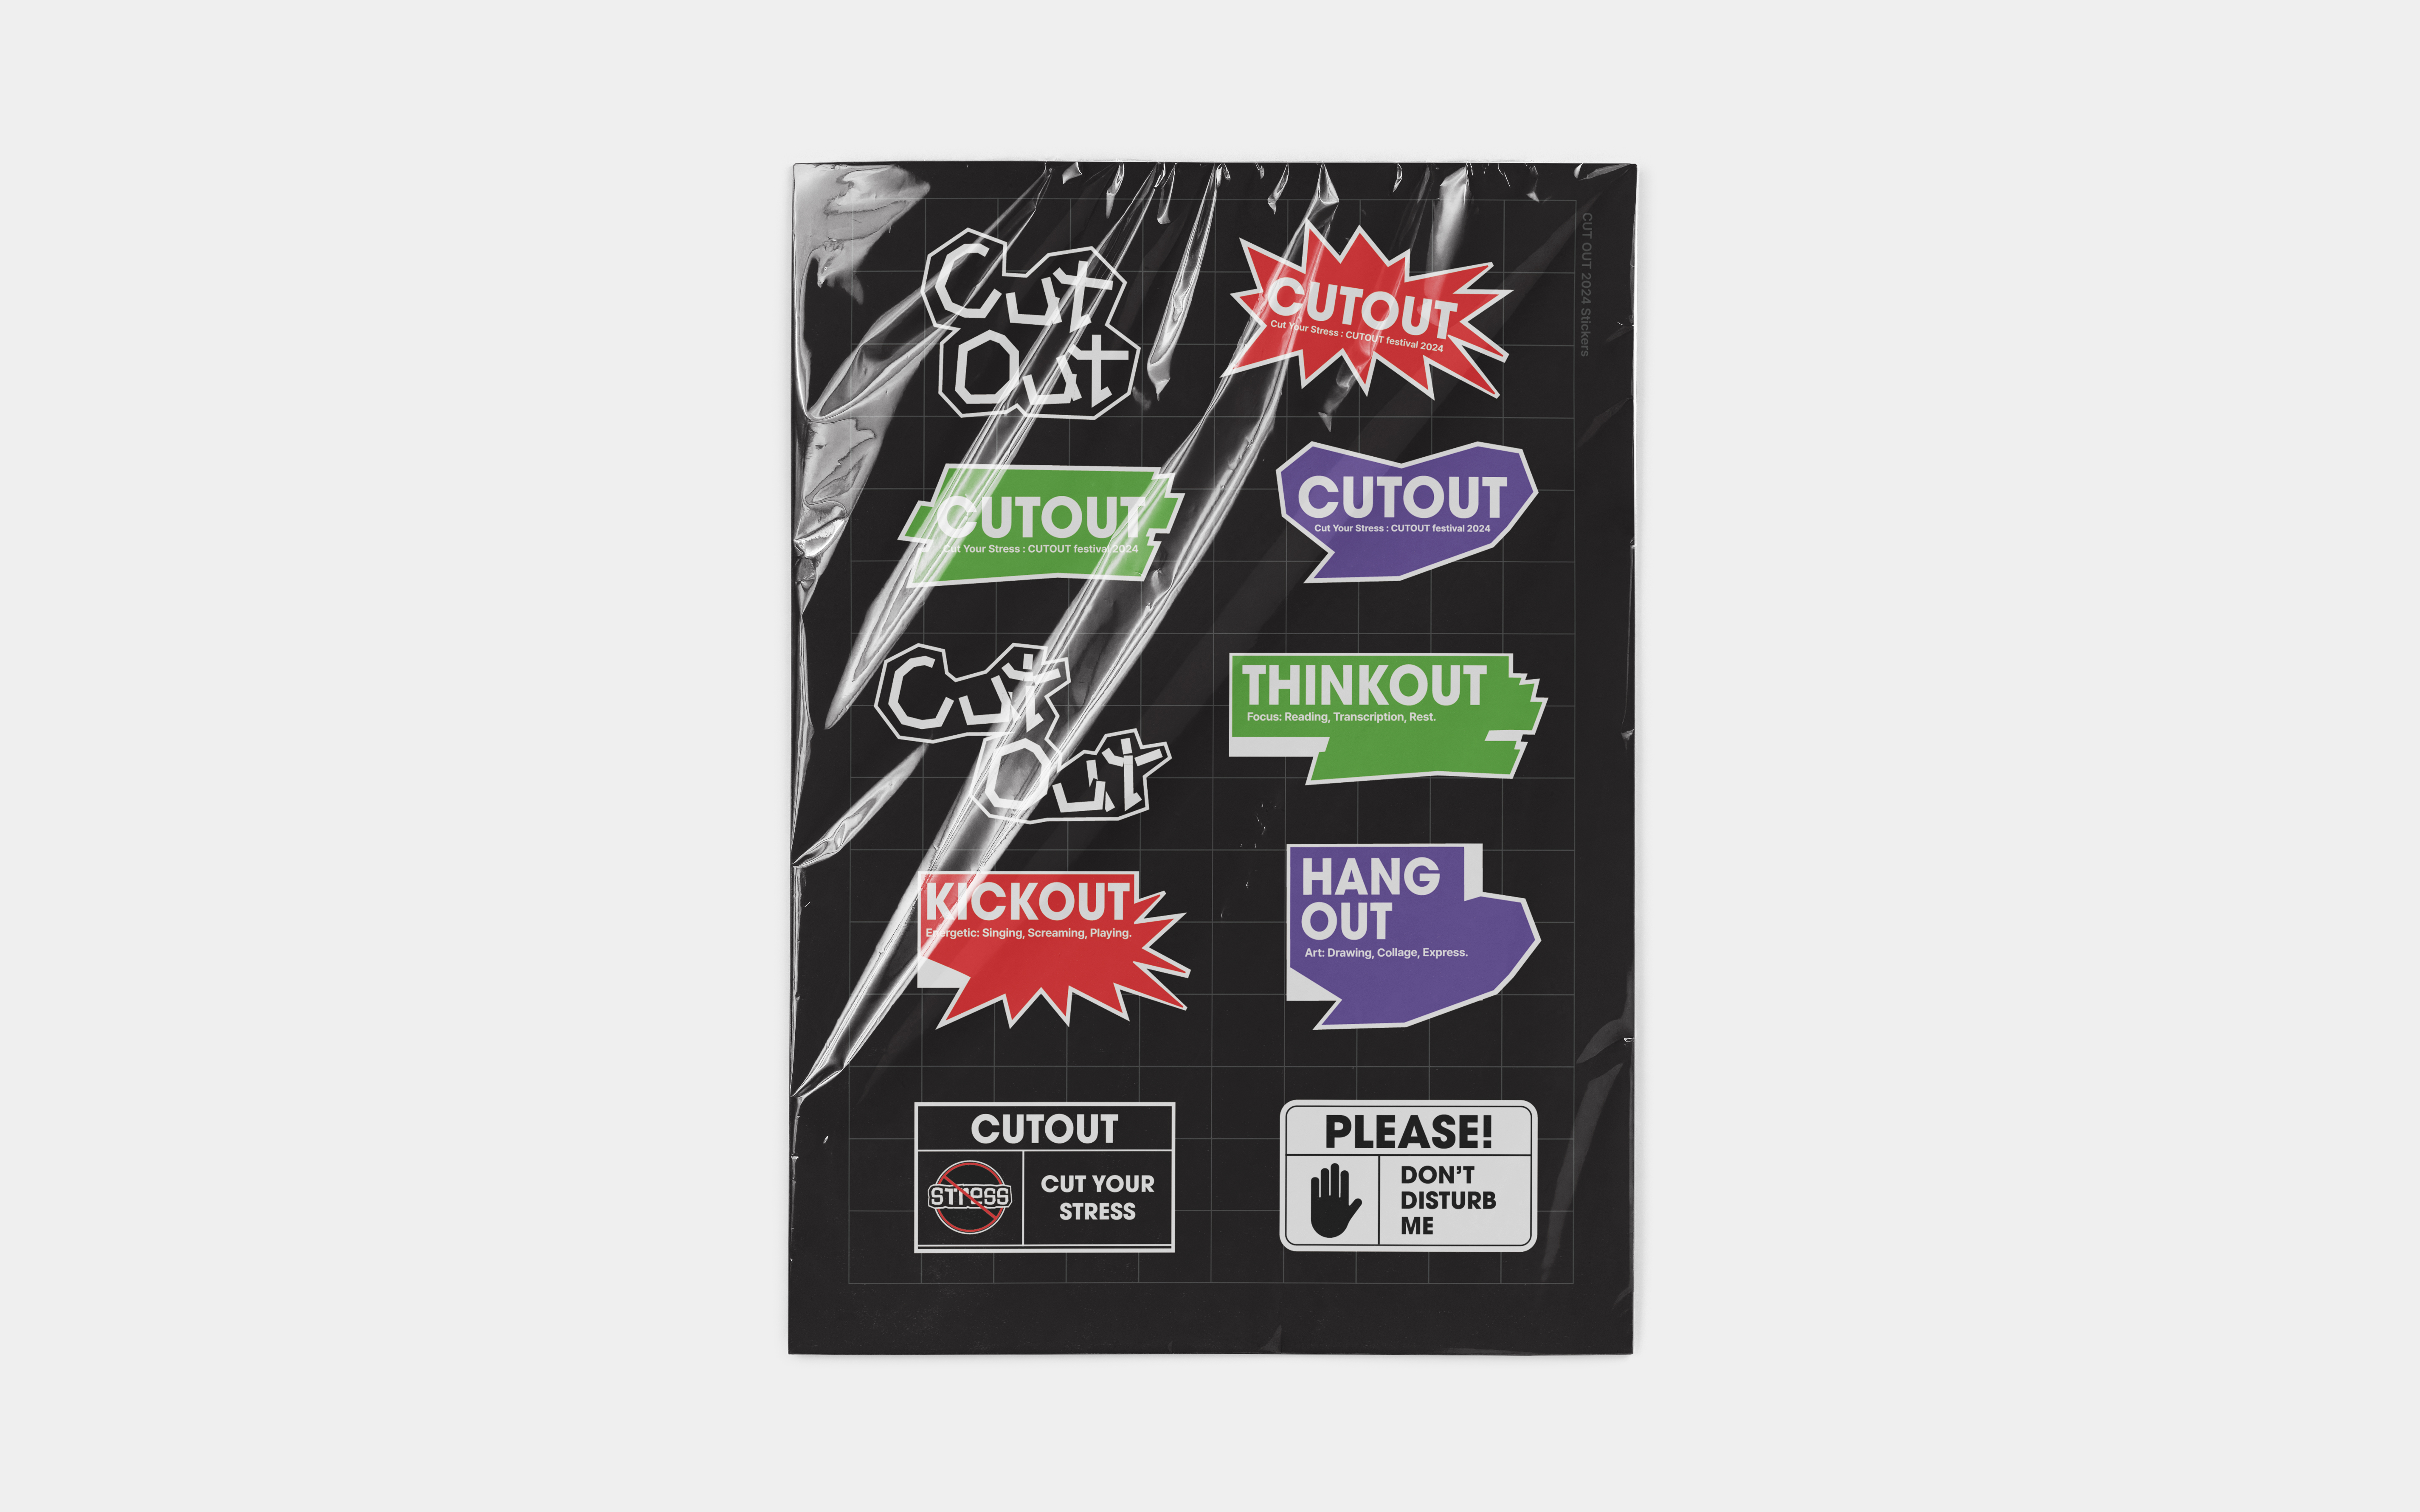 CUT OUT 2024 Stickers
Cut
Out
CUTOUT
Cut Your Stress : CUTOUT festival 2024
CUTOUT
Cut Your Stress : CUTOUT festival 2024
CUTOUT
Cut Your Stress : CUTOUT festival 2024
Cut
Out
THINKOUT
Focus: Reading, Transcription, Rest.
KICKOUT
Energetic: Singing, Screaming, Playing.
HANG
OUT
Art: Drawing, Collage, Express.
CUTOUT
STRESS
CUT YOUR
STRESS
PLEASE!
DON'T
DISTURB
ME